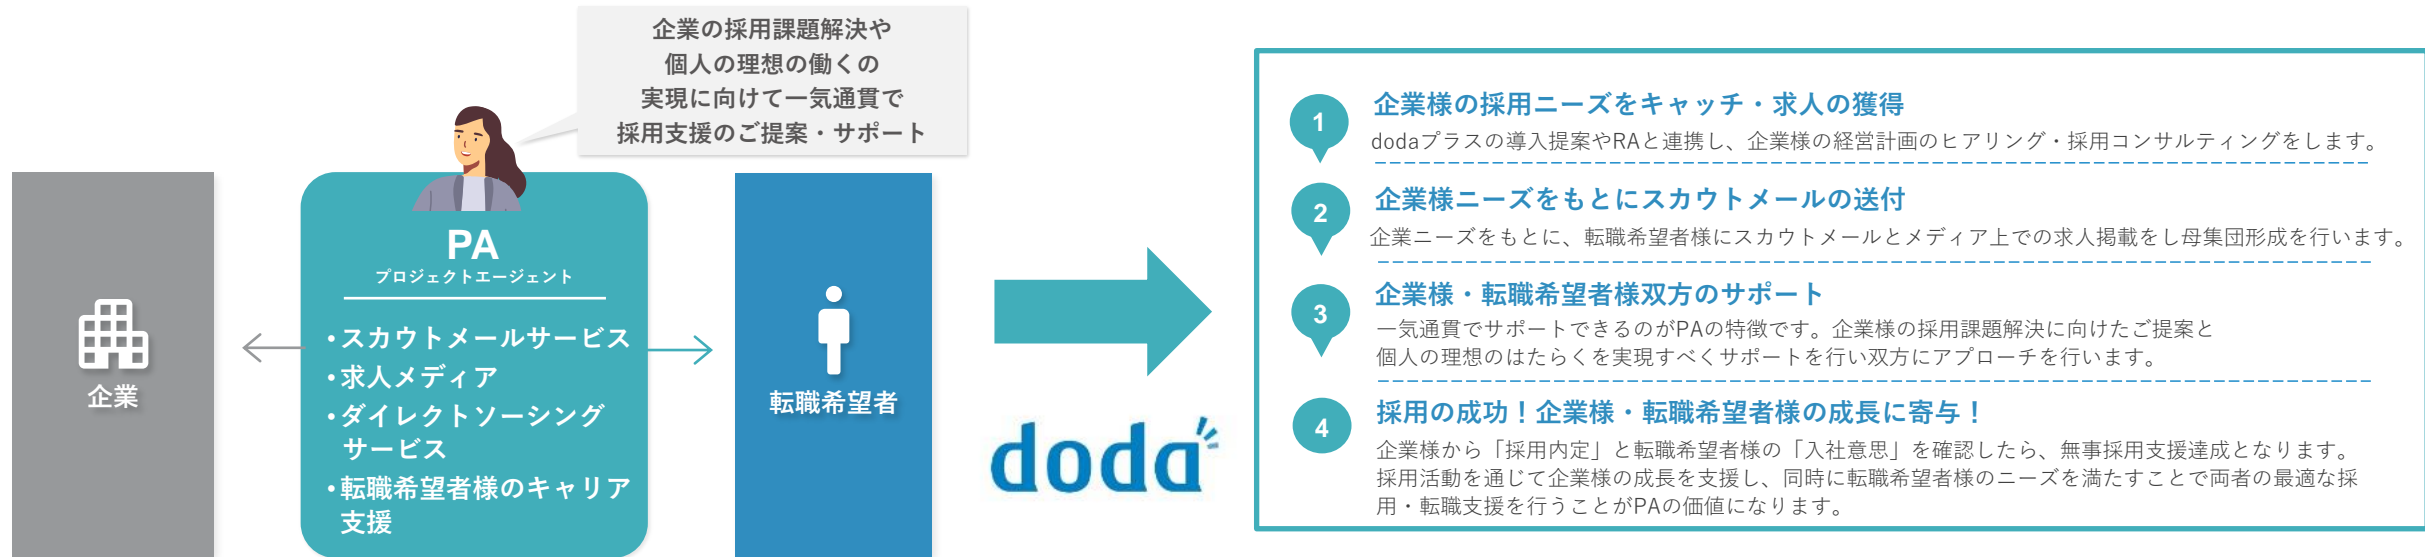 企業の採用課題解決や
個人の理想の働くの
実現に向けて一気通貫で
採用支援のご提案・サポート
企業
PA
プロジェクトエージェント
•スカウトメールサービス
•求人メディア
•ダイレクトソーシング
サービス
•転職希望者様のキャリア
支援
転職希望者
doda
1
企業様の採用ニーズをキャッチ・求人の獲得
dodaプラスの導入提案やRAと連携し、企業様の経営計画のヒアリング・採用コンサルティングをします。
2
企業様ニーズをもとにスカウトメールの送付
企業ニーズをもとに、転職希望者様にスカウトメールとメディア上での求人掲載をし母集団形成を行います。
3
企業様・転職希望者様双方のサポート
一気通貫でサポートできるのがPAの特徴です。企業様の採用課題解決に向けたご提案と
個人の理想のはたらくを実現すべくサポートを行い双方にアプローチを行います。
4
採用の成功！企業様・転職希望者様の成長に寄与！
企業様から「採用内定」と転職希望者様の「入社意思」を確認したら、無事採用支援達成となります。
採用活動を通じて企業様の成長を支援し、同時に転職希望者様のニーズを満たすことで両者の最適な採
用・転職支援を行うことがPAの価値になります。